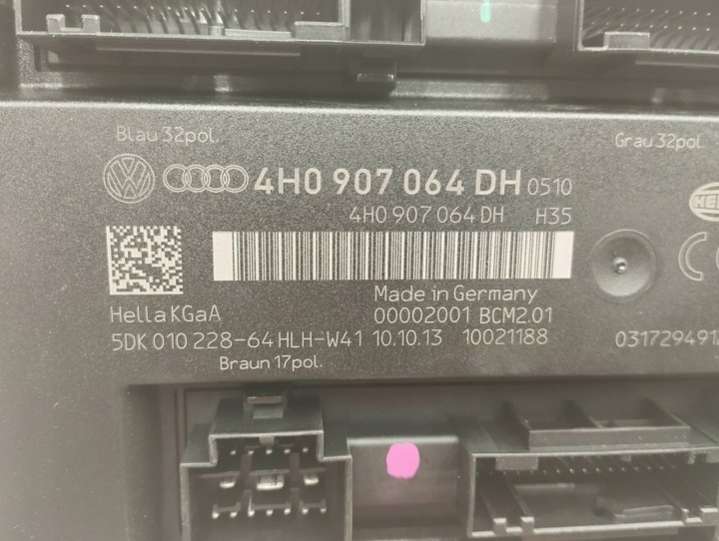 Blau 32pol. Grau 32pol.
4H0 907 064 DH 0510
4H0 907 064 DH H35
Made in Germany
Hella KGaA 00002001 BCM2.01
5DK 010 228-64 HLH-W41 10.10.13 10021188
Braun 17pol.